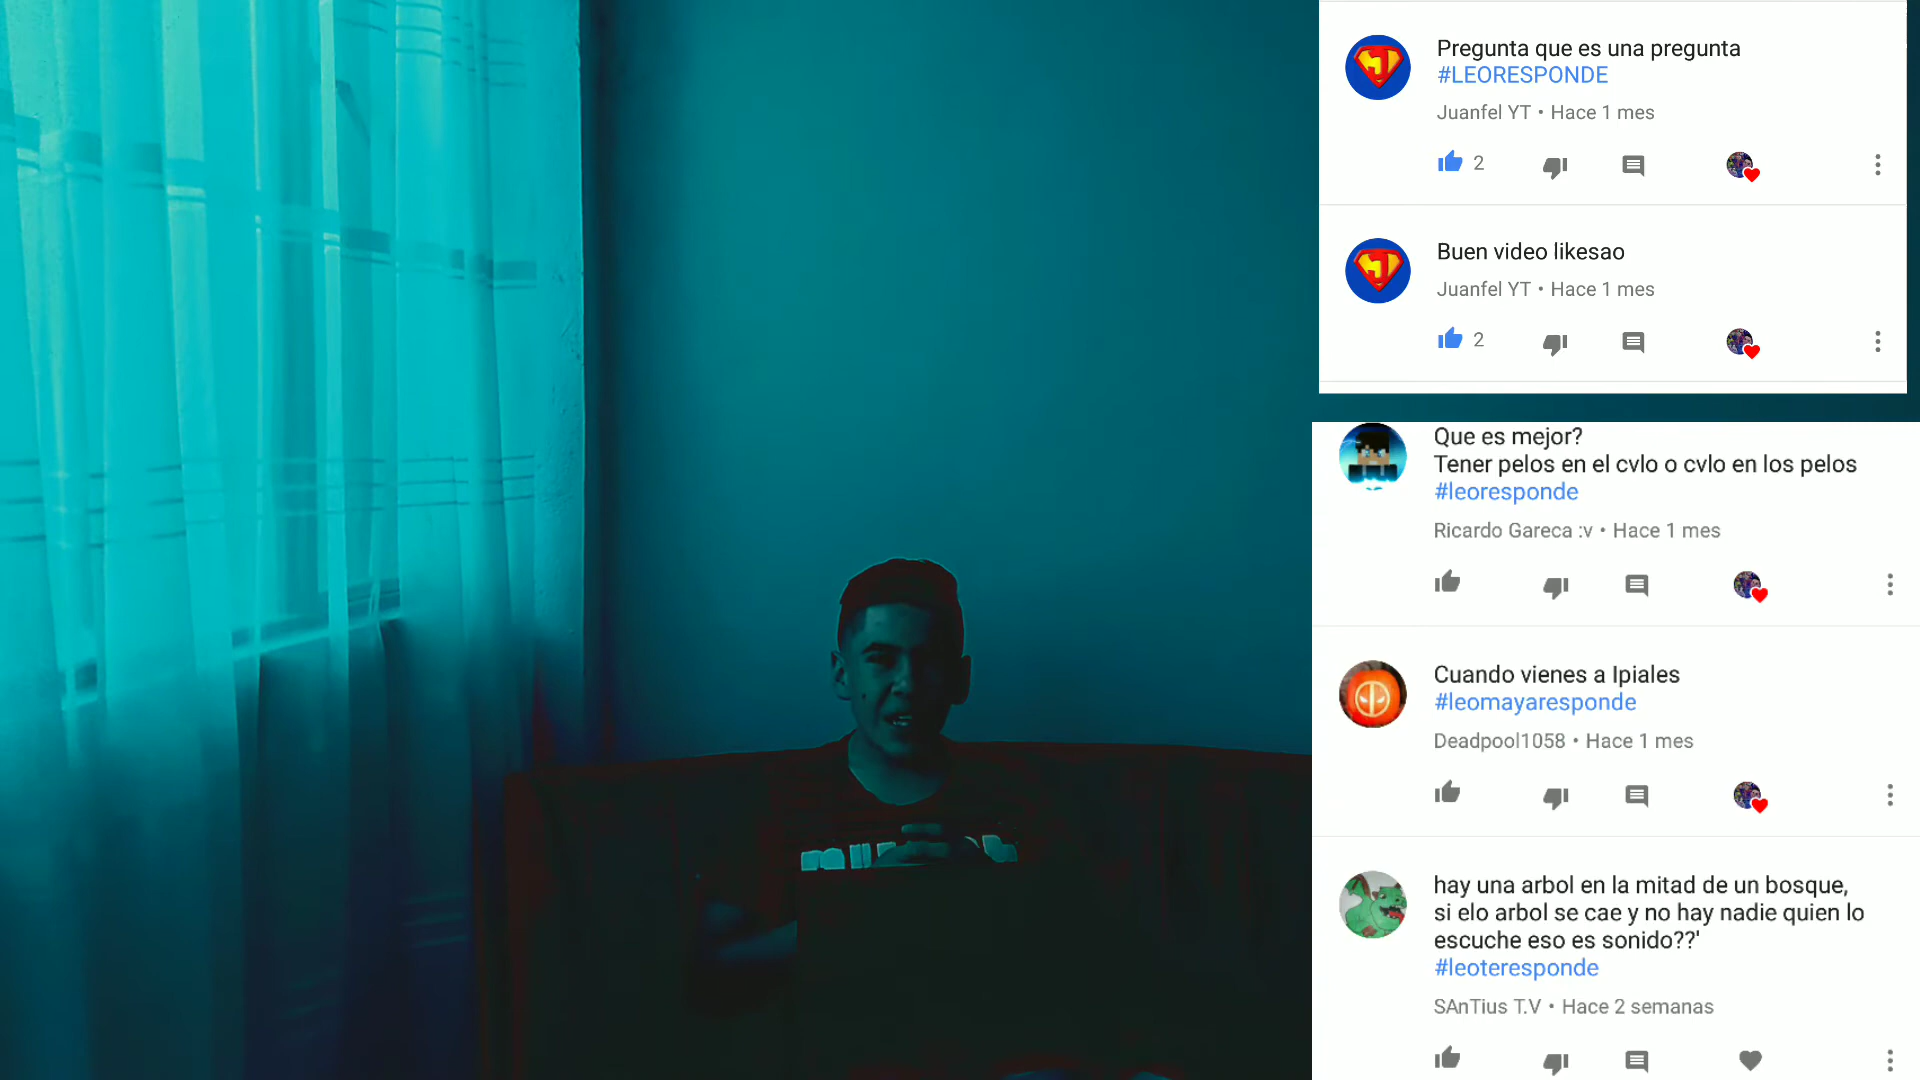 Pregunta que es una pregunta
#LEORESPONDE
Juanfel YT • Hace 1 mes
2
Buen video likesao
Juanfel YT • Hace 1 mes
2
Que es mejor?
Tener pelos en el cvlo o cvlo en los pelos
#leoresponde
Ricardo Gareca :v • Hace 1 mes
Cuando vienes a Ipiales
#leomayaresponde
Deadpool1058 • Hace 1 mes
hay una arbol en la mitad de un bosque,
si elo arbol se cae y no hay nadie quien lo
escuche eso es sonido??'
#leoteresponde
SAnTius T.V • Hace 2 semanas